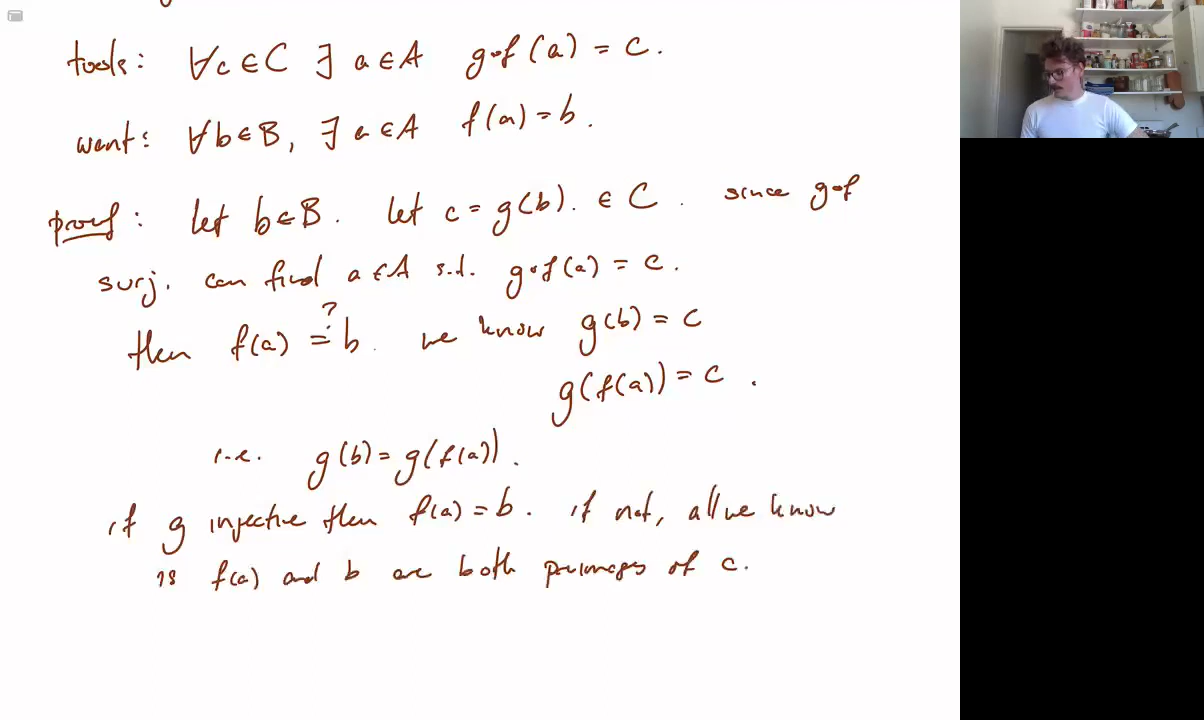 tools: ∀c∈C ∃ a∈A g∘f(a) = c.
want: ∀b∈B, ∃ a∈A f(a) = b.
proof: let b∈B. let c = g(b). ∈ C. since g∘f
surj. can find a∈A s.t. g∘f(a) = c.
?
then f(a) = b. we know g(b) = c
g(f(a)) = c.
i.e. g(b) = g(f(a)).
if g injective then f(a) = b. if not, all we know
is f(a) and b are both preimages of c.